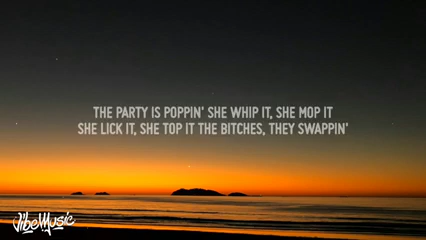 THE PARTY IS POPPIN' SHE WHIP IT, SHE MOP IT
SHE LICK IT, SHE TOP IT THE BITCHES, THEY SWAPPIN'
VibeMusic